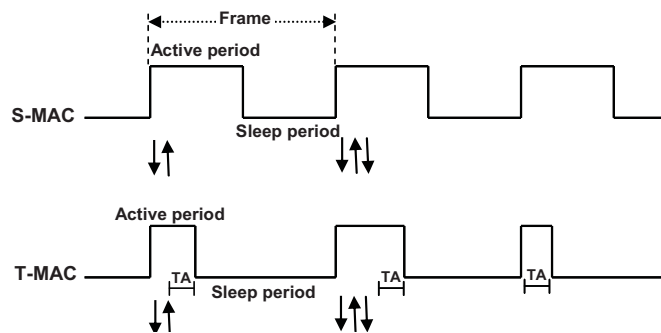 Frame
Active period
S-MAC
Sleep period
Active period
T-MAC
TA
TA
TA
Sleep period